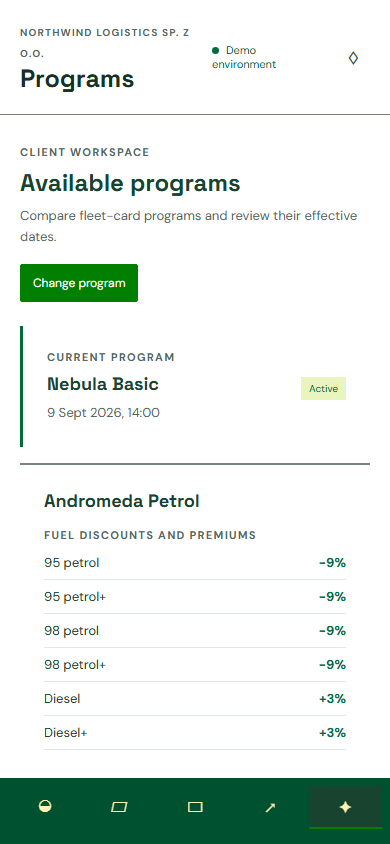 NORTHWIND LOGISTICS SP. Z
O.O.
Programs
Demo
environment
CLIENT WORKSPACE
Available programs
Compare fleet-card programs and review their effective
dates.
Change program
CURRENT PROGRAM
Nebula Basic
Active
9 Sept 2026, 14:00
Andromeda Petrol
FUEL DISCOUNTS AND PREMIUMS
95 petrol -9%
95 petrol+ -9%
98 petrol -9%
98 petrol+ -9%
Diesel +3%
Diesel+ +3%